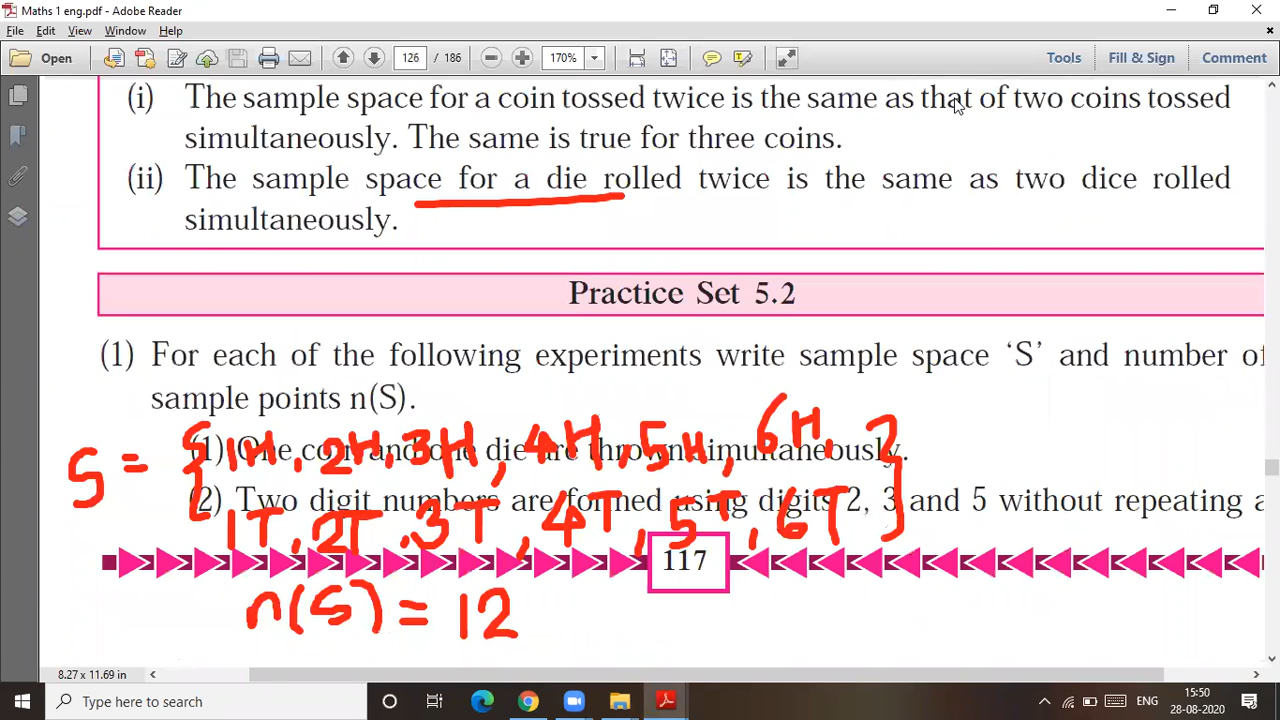 Maths 1 eng.pdf - Adobe Reader
File Edit View Window Help
Open 126 / 186 170% Tools Fill & Sign Comment
(i) The sample space for a coin tossed twice is the same as that of two coins tossed
simultaneously. The same is true for three coins.
(ii) The sample space for a die rolled twice is the same as two dice rolled
simultaneously.
Practice Set 5.2
(1) For each of the following experiments write sample space ‘S’ and number of
sample points n(S).
(1) One coin and one die are thrown simultaneously.
S = { 1H, 2H, 3H, 4H, 5H, 6H,
(2) Two digit numbers are formed using digits 2, 3 and 5 without repeating a
1T, 2T, 3T, 4T, 5T, 6T }
117
n(S) = 12
8.27 x 11.69 in
Type here to search ENG 15:50
28-08-2020